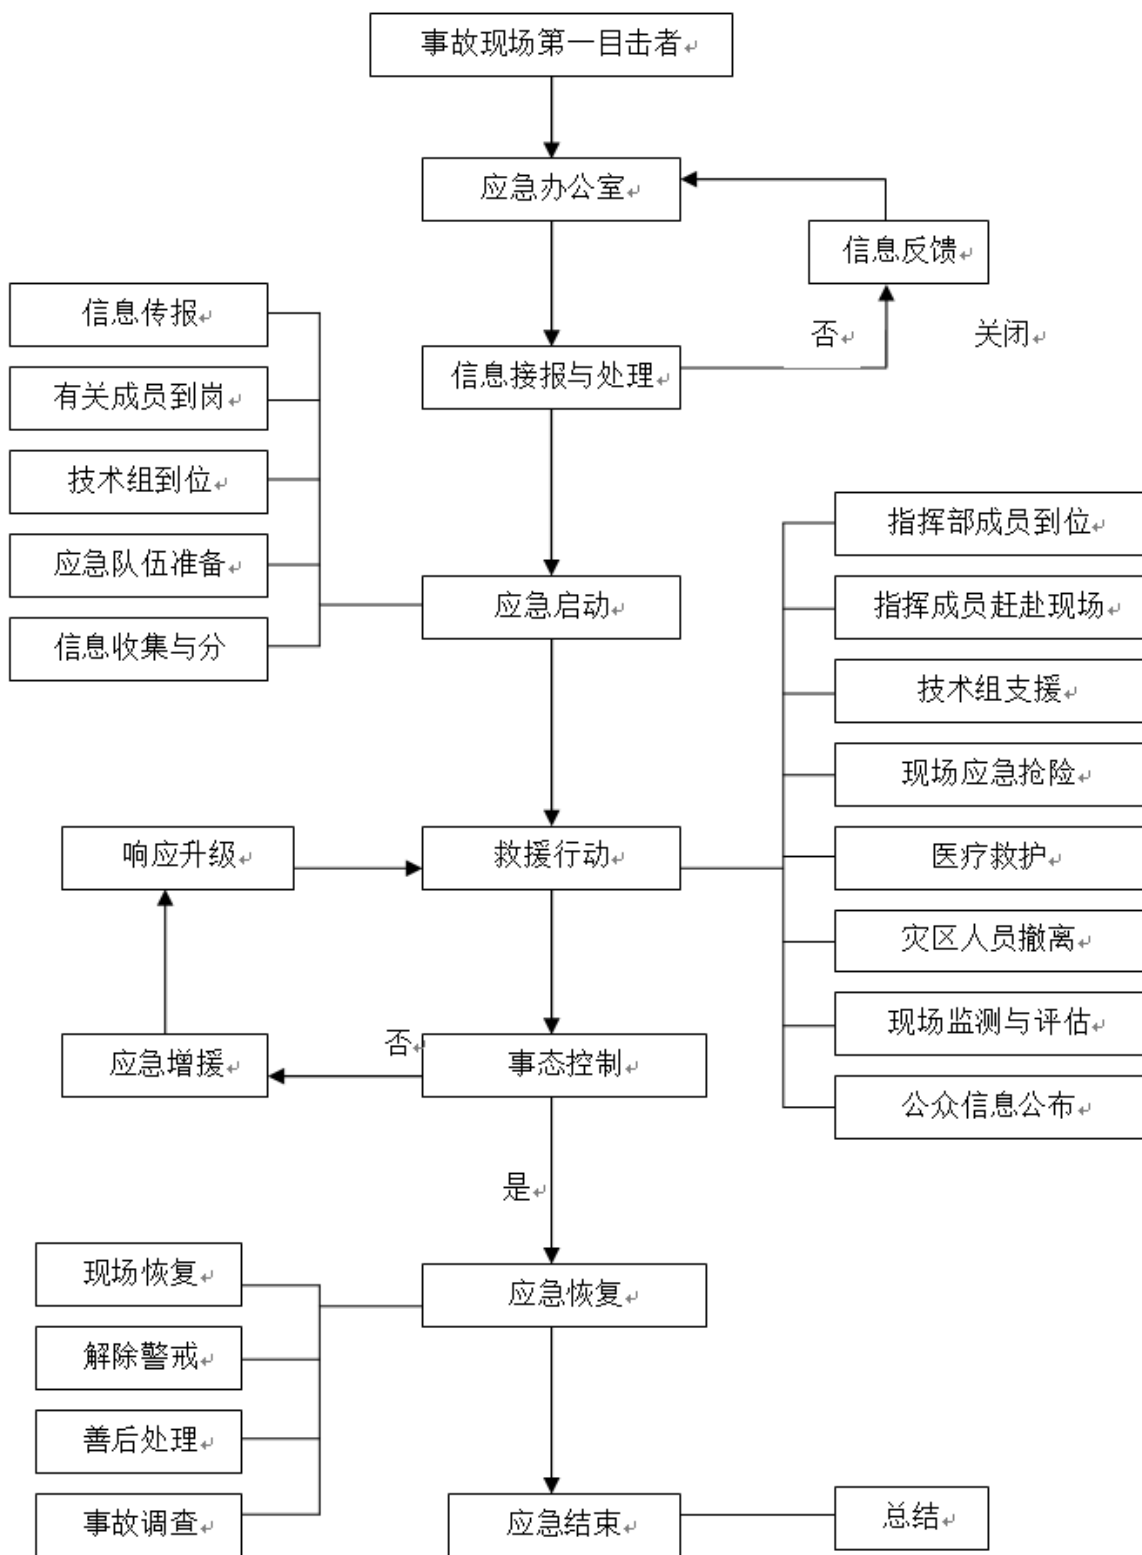 事故现场第一目击者
应急办公室
信息反馈
信息传报
否
关闭
信息接报与处理
有关成员到岗
技术组到位
指挥部成员到位
应急队伍准备
应急启动
指挥成员赶赴现场
信息收集与分
技术组支援
现场应急抢险
响应升级
救援行动
医疗救护
灾区人员撤离
现场监测与评估
否
应急增援
事态控制
公众信息公布
是
现场恢复
应急恢复
解除警戒
善后处理
事故调查
应急结束
总结